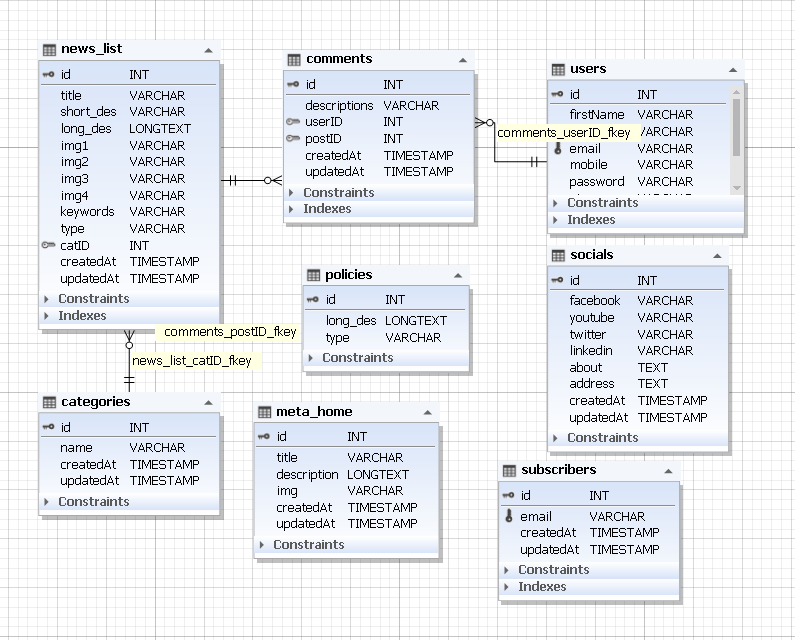 news_list
id INT
title VARCHAR
short_des VARCHAR
long_des LONGTEXT
img1 VARCHAR
img2 VARCHAR
img3 VARCHAR
img4 VARCHAR
keywords VARCHAR
type VARCHAR
catID INT
createdAt TIMESTAMP
updatedAt TIMESTAMP
Constraints
Indexes
comments
id INT
descriptions VARCHAR
userID INT
postID INT
createdAt TIMESTAMP
updatedAt TIMESTAMP
Constraints
Indexes
users
id INT
firstName VARCHAR
VARCHAR
email VARCHAR
mobile VARCHAR
password VARCHAR
Constraints
Indexes
comments_userID_fkey
policies
id INT
long_des LONGTEXT
type VARCHAR
Constraints
socials
id INT
facebook VARCHAR
youtube VARCHAR
twitter VARCHAR
linkedin VARCHAR
about TEXT
address TEXT
createdAt TIMESTAMP
updatedAt TIMESTAMP
Constraints
comments_postID_fkey
news_list_catID_fkey
categories
id INT
name VARCHAR
createdAt TIMESTAMP
updatedAt TIMESTAMP
Constraints
meta_home
id INT
title VARCHAR
description LONGTEXT
img VARCHAR
createdAt TIMESTAMP
updatedAt TIMESTAMP
Constraints
subscribers
id INT
email VARCHAR
createdAt TIMESTAMP
updatedAt TIMESTAMP
Constraints
Indexes